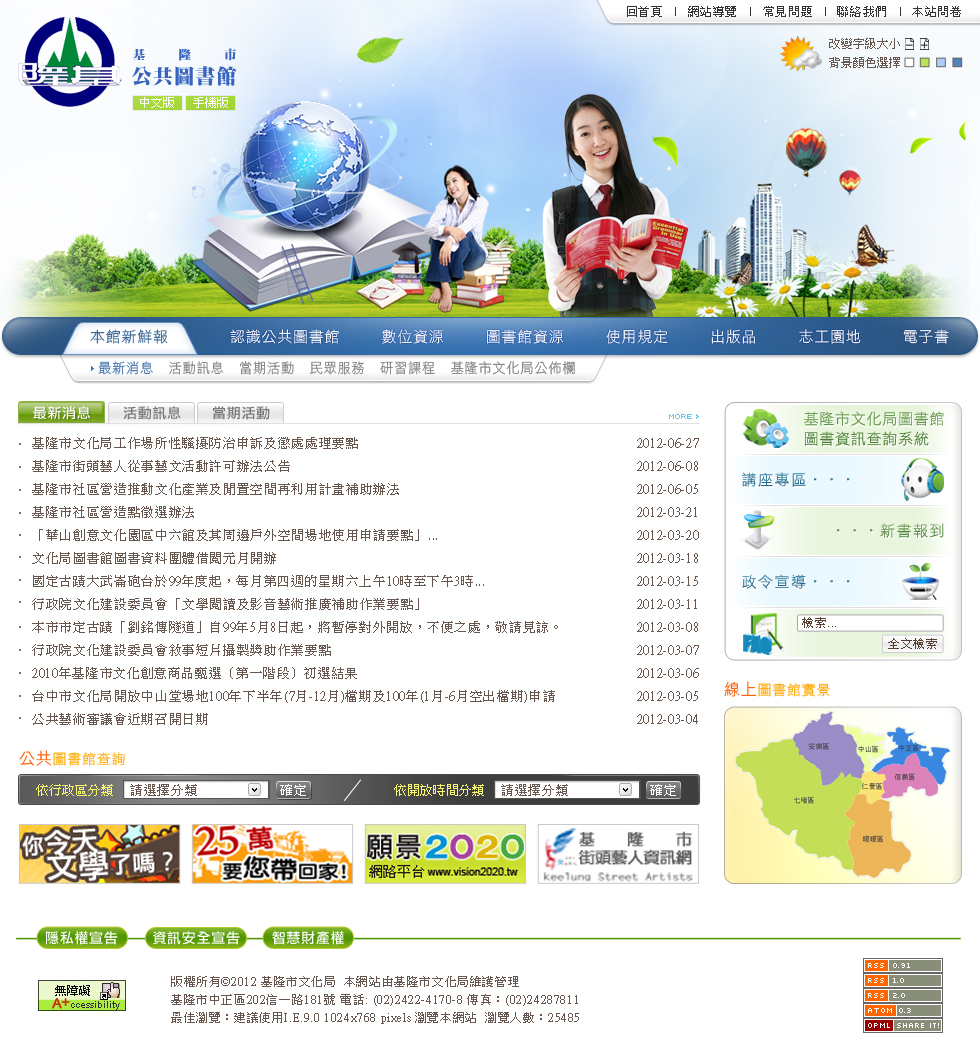 回首頁 | 網站導覽 | 常見問題 | 聯絡我們 | 本站問卷
改變字級大小
背景顏色選擇
基隆市
公共圖書館
中文版 手機版
Essential Grammar in Use
本館新鮮報 認識公共圖書館 數位資源 圖書館資源 使用規定 出版品 志工園地 電子書
最新消息 活動訊息 當期活動 民眾服務 研習課程 基隆市文化局公佈欄
最新消息 活動訊息 當期活動 MORE
· 基隆市文化局工作場所性騷擾防治申訴及懲處處理要點 2012-06-27
· 基隆市街頭藝人從事藝文活動許可辦法公告 2012-06-08
· 基隆市社區營造推動文化產業及閒置空間再利用計畫補助辦法 2012-06-05
· 基隆市社區營造點徵選辦法 2012-03-21
· 「華山創意文化園區中六館及其周邊戶外空間場地使用申請要點」... 2012-03-20
· 文化局圖書館圖書資料團體借閱元月開辦 2012-03-18
· 國定古蹟大武崙砲台於99年度起，每月第四週的星期六上午10時至下午3時... 2012-03-15
· 行政院文化建設委員會「文學閱讀及影音藝術推廣補助作業要點」 2012-03-11
· 本市市定古蹟「劉銘傳隧道」自99年5月8日起，將暫停對外開放，不便之處，敬請見諒。 2012-03-08
· 行政院文化建設委員會敘事短片攝製獎助作業要點 2012-03-07
· 2010年基隆市文化創意商品甄選〔第一階段〕初選結果 2012-03-06
· 台中市文化局開放中山堂場地100年下半年(7月-12月)檔期及100年(1月-6月空出檔期)申請 2012-03-05
· 公共藝術審議會近期召開日期 2012-03-04
基隆市文化局圖書館
圖書資訊查詢系統
講座專區・・・
・・・新書報到
政令宣導・・・
FAQ
檢索...
全文檢索
線上圖書館實景
安樂區
中山區
中正區
信義區
仁愛區
七堵區
暖暖區
公共圖書館查詢
依行政區分類 請選擇分類 確定 依開放時間分類 請選擇分類 確定
你今天文學了嗎？
25萬要您帶回家!
願景2020
網路平台 www.vision2020.tw
基隆市
街頭藝人資訊網
keelung Street Artists
隱私權宣告 資訊安全宣告 智慧財產權
無障礙
A+ccessibility
版權所有©2012 基隆市文化局 本網站由基隆市文化局維護管理
基隆市中正區202信一路181號 電話: (02)2422-4170-8 傳真：(02)24287811
最佳瀏覽：建議使用I.E.9.0 1024x768 pixels 瀏覽本網站 瀏覽人數：25485
RSS 0.91
RSS 1.0
RSS 2.0
ATOM 0.3
OPML SHARE IT!